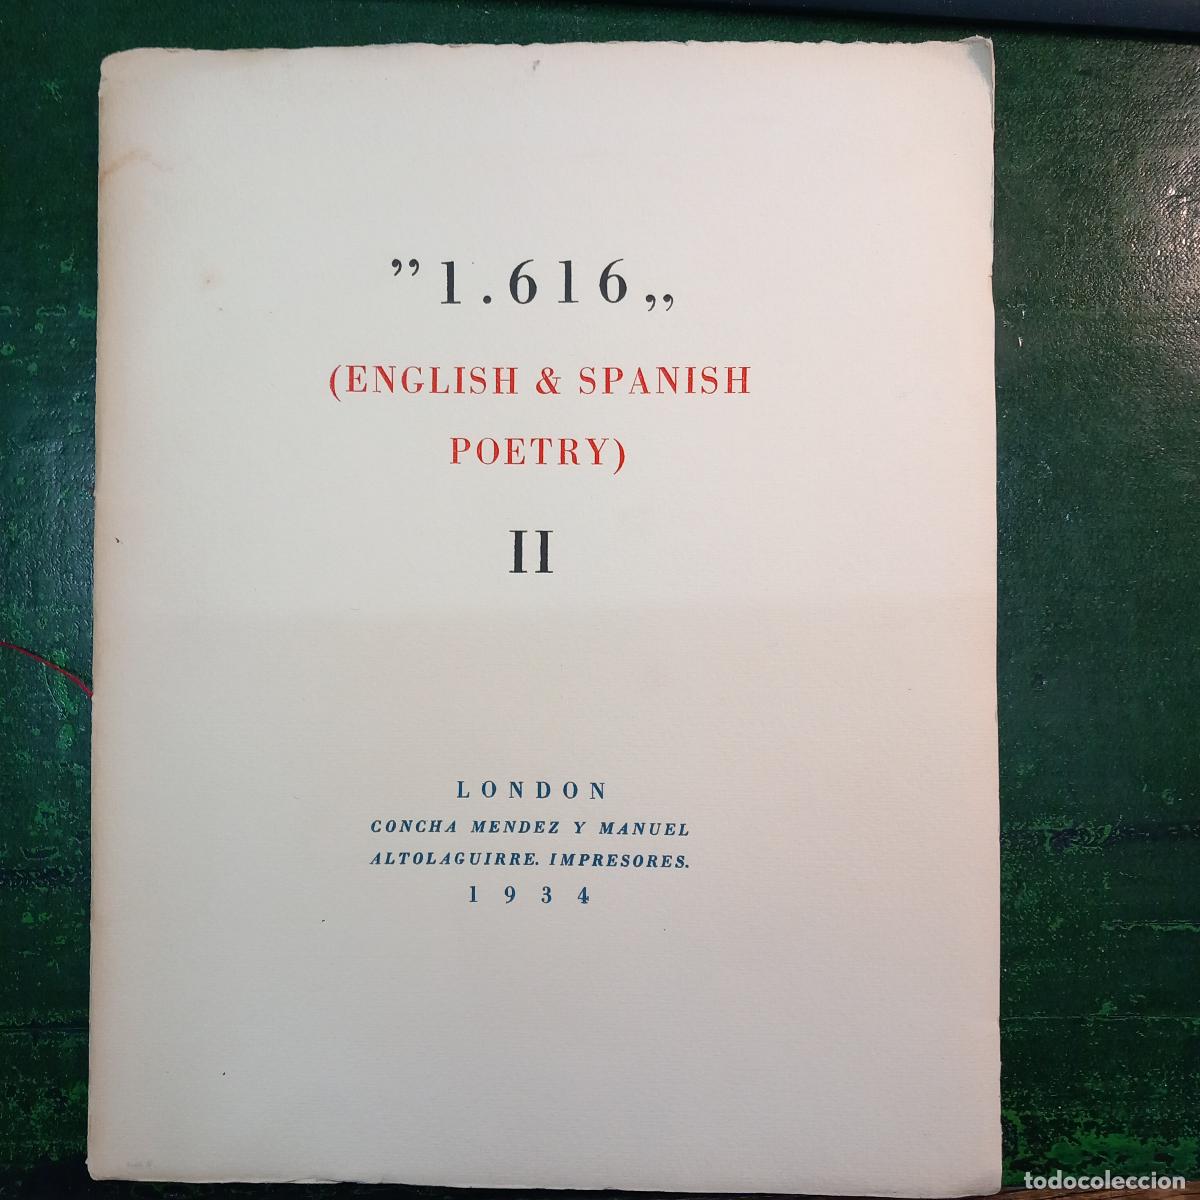 ”1.616„
(ENGLISH & SPANISH
POETRY)
II
LONDON
CONCHA MENDEZ Y MANUEL
ALTOLAGUIRRE. IMPRESORES.
1934
todocoleccion